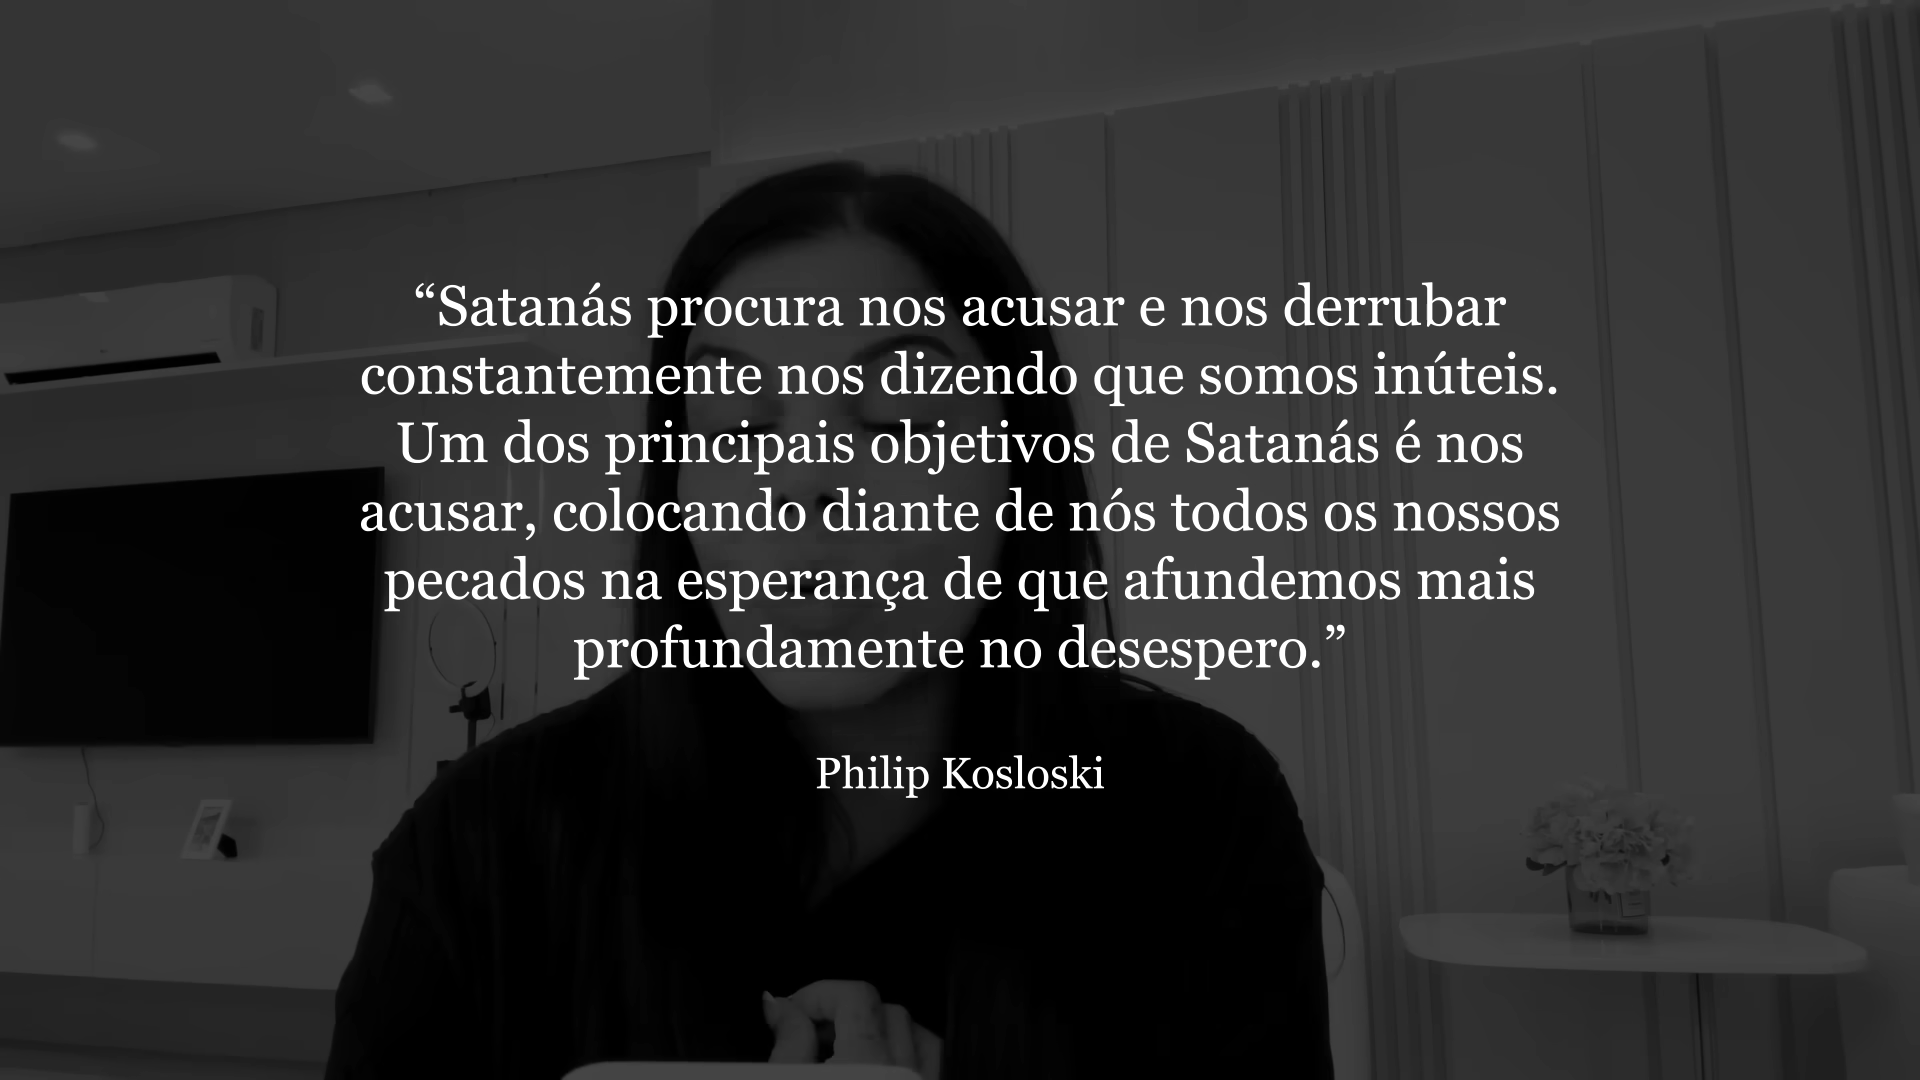 “Satanás procura nos acusar e nos derrubar
constantemente nos dizendo que somos inúteis.
Um dos principais objetivos de Satanás é nos
acusar, colocando diante de nós todos os nossos
pecados na esperança de que afundemos mais
profundamente no desespero.”
Philip Kosloski